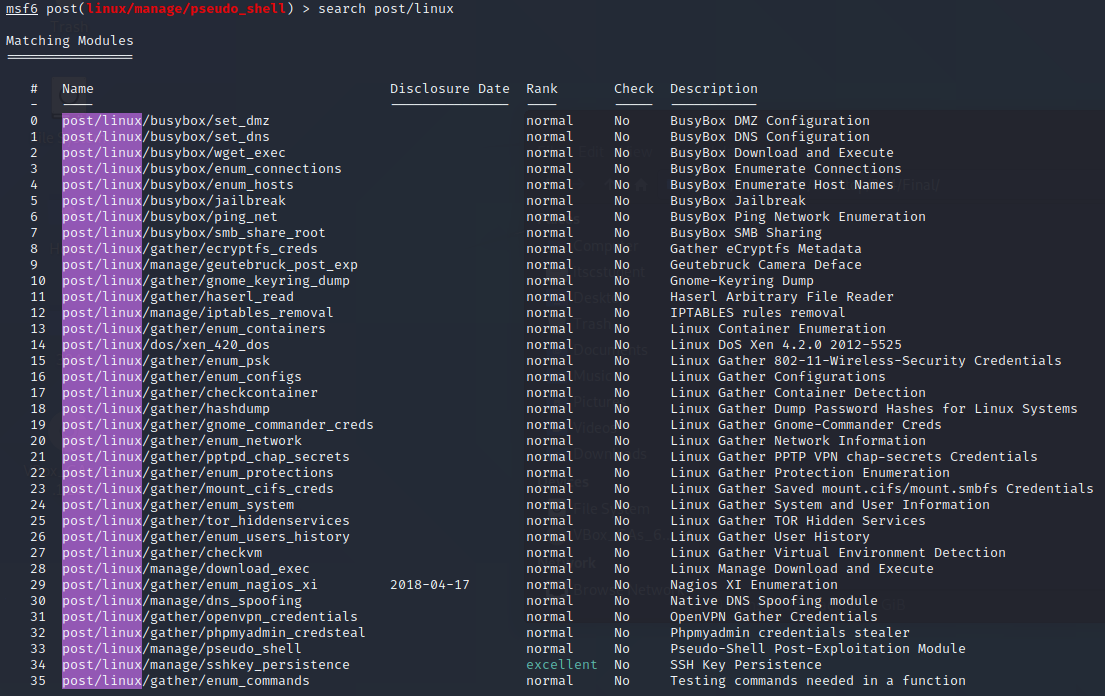 msf6 post(linux/manage/pseudo_shell) > search post/linux
Matching Modules
# Name Disclosure Date Rank Check Description
0 post/linux/busybox/set_dmz normal No BusyBox DMZ Configuration
1 post/linux/busybox/set_dns normal No BusyBox DNS Configuration
2 post/linux/busybox/wget_exec normal No BusyBox Download and Execute
3 post/linux/busybox/enum_connections normal No BusyBox Enumerate Connections
4 post/linux/busybox/enum_hosts normal No BusyBox Enumerate Host Names
5 post/linux/busybox/jailbreak normal No BusyBox Jailbreak
6 post/linux/busybox/ping_net normal No BusyBox Ping Network Enumeration
7 post/linux/busybox/smb_share_root normal No BusyBox SMB Sharing
8 post/linux/gather/ecryptfs_creds normal No Gather eCryptfs Metadata
9 post/linux/manage/geutebruck_post_exp normal No Geutebruck Camera Deface
10 post/linux/gather/gnome_keyring_dump normal No Gnome-Keyring Dump
11 post/linux/gather/haserl_read normal No Haserl Arbitrary File Reader
12 post/linux/manage/iptables_removal normal No IPTABLES rules removal
13 post/linux/gather/enum_containers normal No Linux Container Enumeration
14 post/linux/dos/xen_420_dos normal No Linux DoS Xen 4.2.0 2012-5525
15 post/linux/gather/enum_psk normal No Linux Gather 802-11-Wireless-Security Credentials
16 post/linux/gather/enum_configs normal No Linux Gather Configurations
17 post/linux/gather/checkcontainer normal No Linux Gather Container Detection
18 post/linux/gather/hashdump normal No Linux Gather Dump Password Hashes for Linux Systems
19 post/linux/gather/gnome_commander_creds normal No Linux Gather Gnome-Commander Creds
20 post/linux/gather/enum_network normal No Linux Gather Network Information
21 post/linux/gather/pptpd_chap_secrets normal No Linux Gather PPTP VPN chap-secrets Credentials
22 post/linux/gather/enum_protections normal No Linux Gather Protection Enumeration
23 post/linux/gather/mount_cifs_creds normal No Linux Gather Saved mount.cifs/mount.smbfs Credentials
24 post/linux/gather/enum_system normal No Linux Gather System and User Information
25 post/linux/gather/tor_hiddenservices normal No Linux Gather TOR Hidden Services
26 post/linux/gather/enum_users_history normal No Linux Gather User History
27 post/linux/gather/checkvm normal No Linux Gather Virtual Environment Detection
28 post/linux/manage/download_exec normal No Linux Manage Download and Execute
29 post/linux/gather/enum_nagios_xi 2018-04-17 normal No Nagios XI Enumeration
30 post/linux/manage/dns_spoofing normal No Native DNS Spoofing module
31 post/linux/gather/openvpn_credentials normal No OpenVPN Gather Credentials
32 post/linux/gather/phpmyadmin_credsteal normal No Phpmyadmin credentials stealer
33 post/linux/manage/pseudo_shell normal No Pseudo-Shell Post-Exploitation Module
34 post/linux/manage/sshkey_persistence excellent No SSH Key Persistence
35 post/linux/gather/enum_commands normal No Testing commands needed in a function